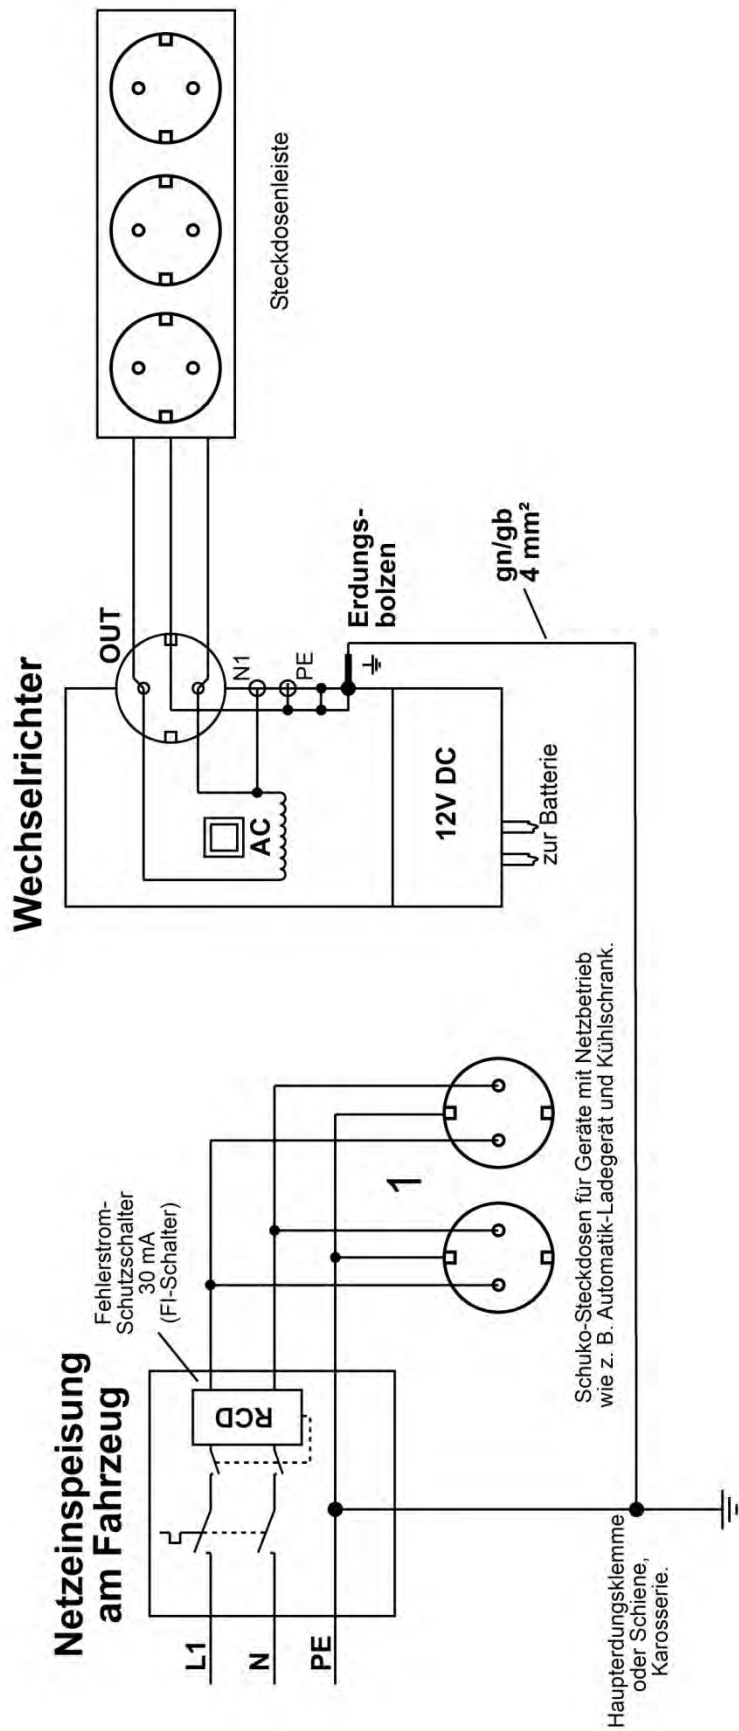 Netzeinspeisung
am Fahrzeug
Fehlerstrom-
Schutzschalter
30 mA
(FI-Schalter)
RCD
L1
N
PE
1
Schuko-Steckdosen für Geräte mit Netzbetrieb
wie z. B. Automatik-Ladegerät und Kühlschrank.
Haupterdungsklemme
oder Schiene,
Karosserie.
Wechselrichter
OUT
AC
N1
PE
12V DC
zur Batterie
Erdungs-
bolzen
gn/gb
4 mm²
Steckdosenleiste